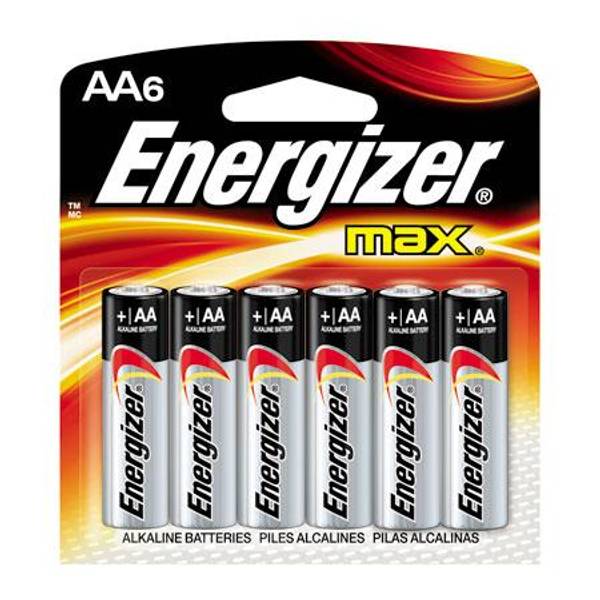 AA6
Energizer®
TM
MC
max®
+|AA +|AA +|AA +|AA +|AA +|AA
ALKALINE BATTERY ALKALINE BATTERY ALKALINE BATTERY ALKALINE BATTERY ALKALINE BATTERY ALKALINE BATTERY
Energizer® Energizer® Energizer® Energizer® Energizer® Energizer®
ALKALINE BATTERIES PILES ALCALINES PILAS ALCALINAS